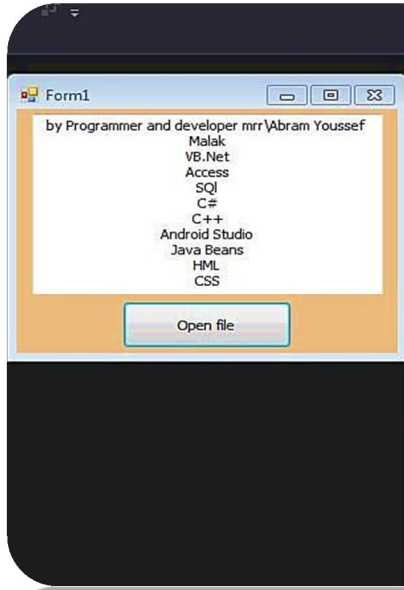 Form1
by Programmer and developer mrr\Abram Youssef
Malak
VB.Net
Access
SQl
C#
C++
Android Studio
Java Beans
HML
CSS
Open file